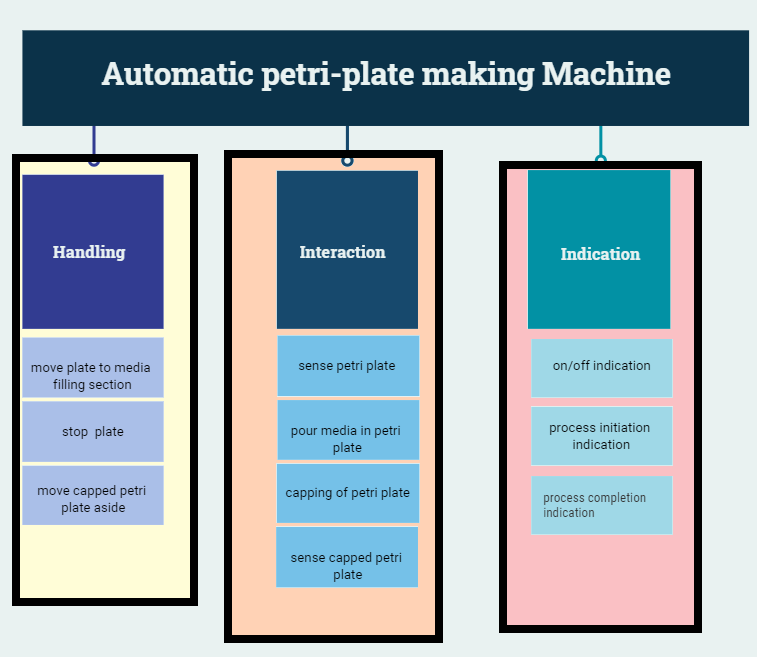 Automatic petri-plate making Machine
Handling
move plate to media
filling section
stop plate
move capped petri
plate aside
Interaction
sense petri plate
pour media in petri
plate
capping of petri plate
sense capped petri
plate
Indication
on/off indication
process initiation
indication
process completion
indication